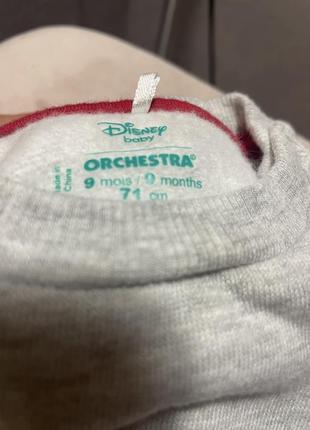 Disney
baby
ORCHESTRA®
9 mois / 9 months
71 cm
Made in
China